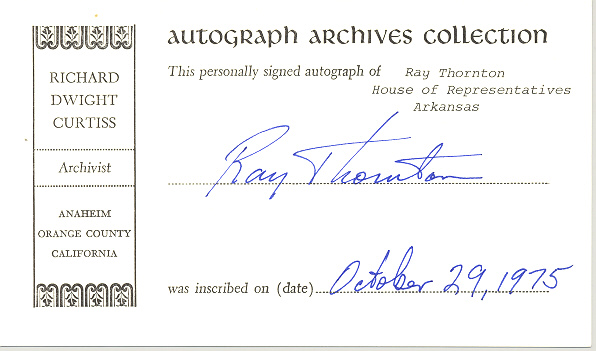 AUTOGRAPH ARCHIVES COLLECTION
RICHARD
DWIGHT
CURTISS
Archivist
ANAHEIM
ORANGE COUNTY
CALIFORNIA
This personally signed autograph of Ray Thornton
House of Representatives
Arkansas
Ray Thornton
was inscribed on (date) October 29, 1975